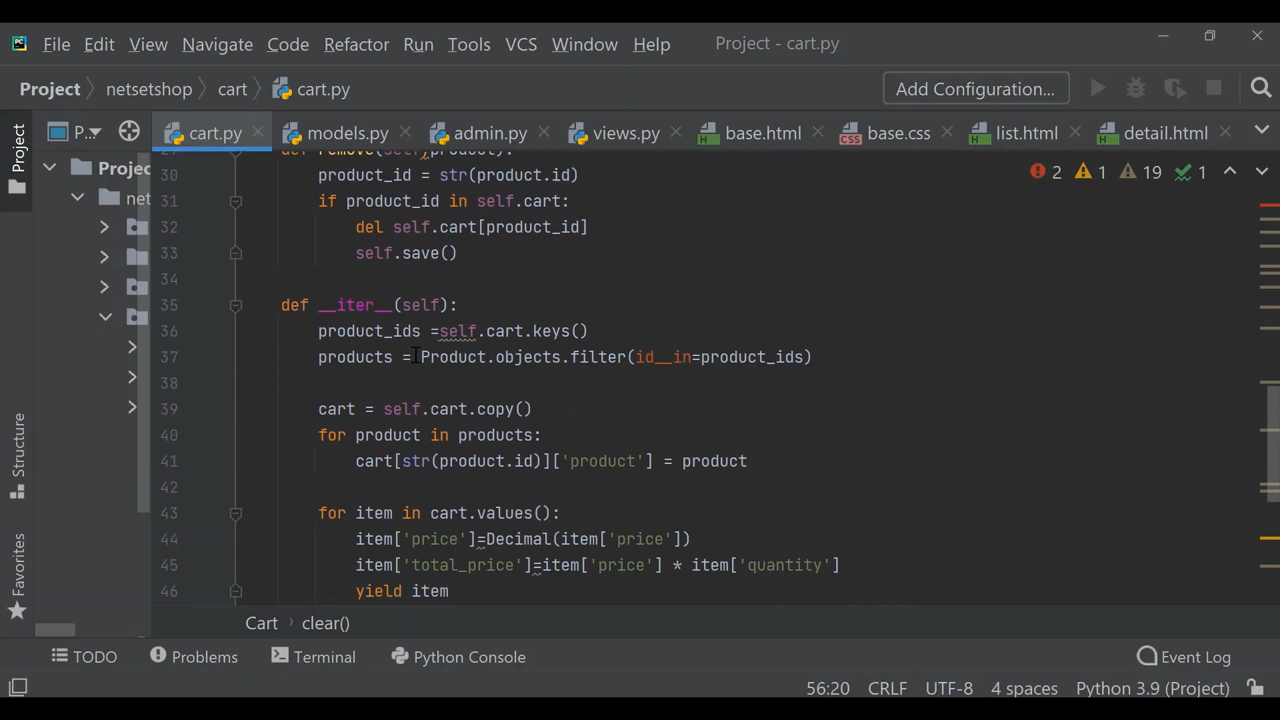 File Edit View Navigate Code Refactor Run Tools VCS Window Help Project - cart.py
Project netsetshop cart cart.py Add Configuration...
Project P... cart.py models.py admin.py views.py base.html base.css list.html detail.html
Projec
net
2 1 19 1
def remove(self,product):
30 product_id = str(product.id)
31 if product_id in self.cart:
32 del self.cart[product_id]
33 self.save()
34
35 def __iter__(self):
36 product_ids =self.cart.keys()
37 products = Product.objects.filter(id__in=product_ids)
38
39 cart = self.cart.copy()
40 for product in products:
41 cart[str(product.id)]['product'] = product
42
43 for item in cart.values():
44 item['price']=Decimal(item['price'])
45 item['total_price']=item['price'] * item['quantity']
46 yield item
Structure
Favorites
Cart clear()
TODO Problems Terminal Python Console Event Log
56:20 CRLF UTF-8 4 spaces Python 3.9 (Project)